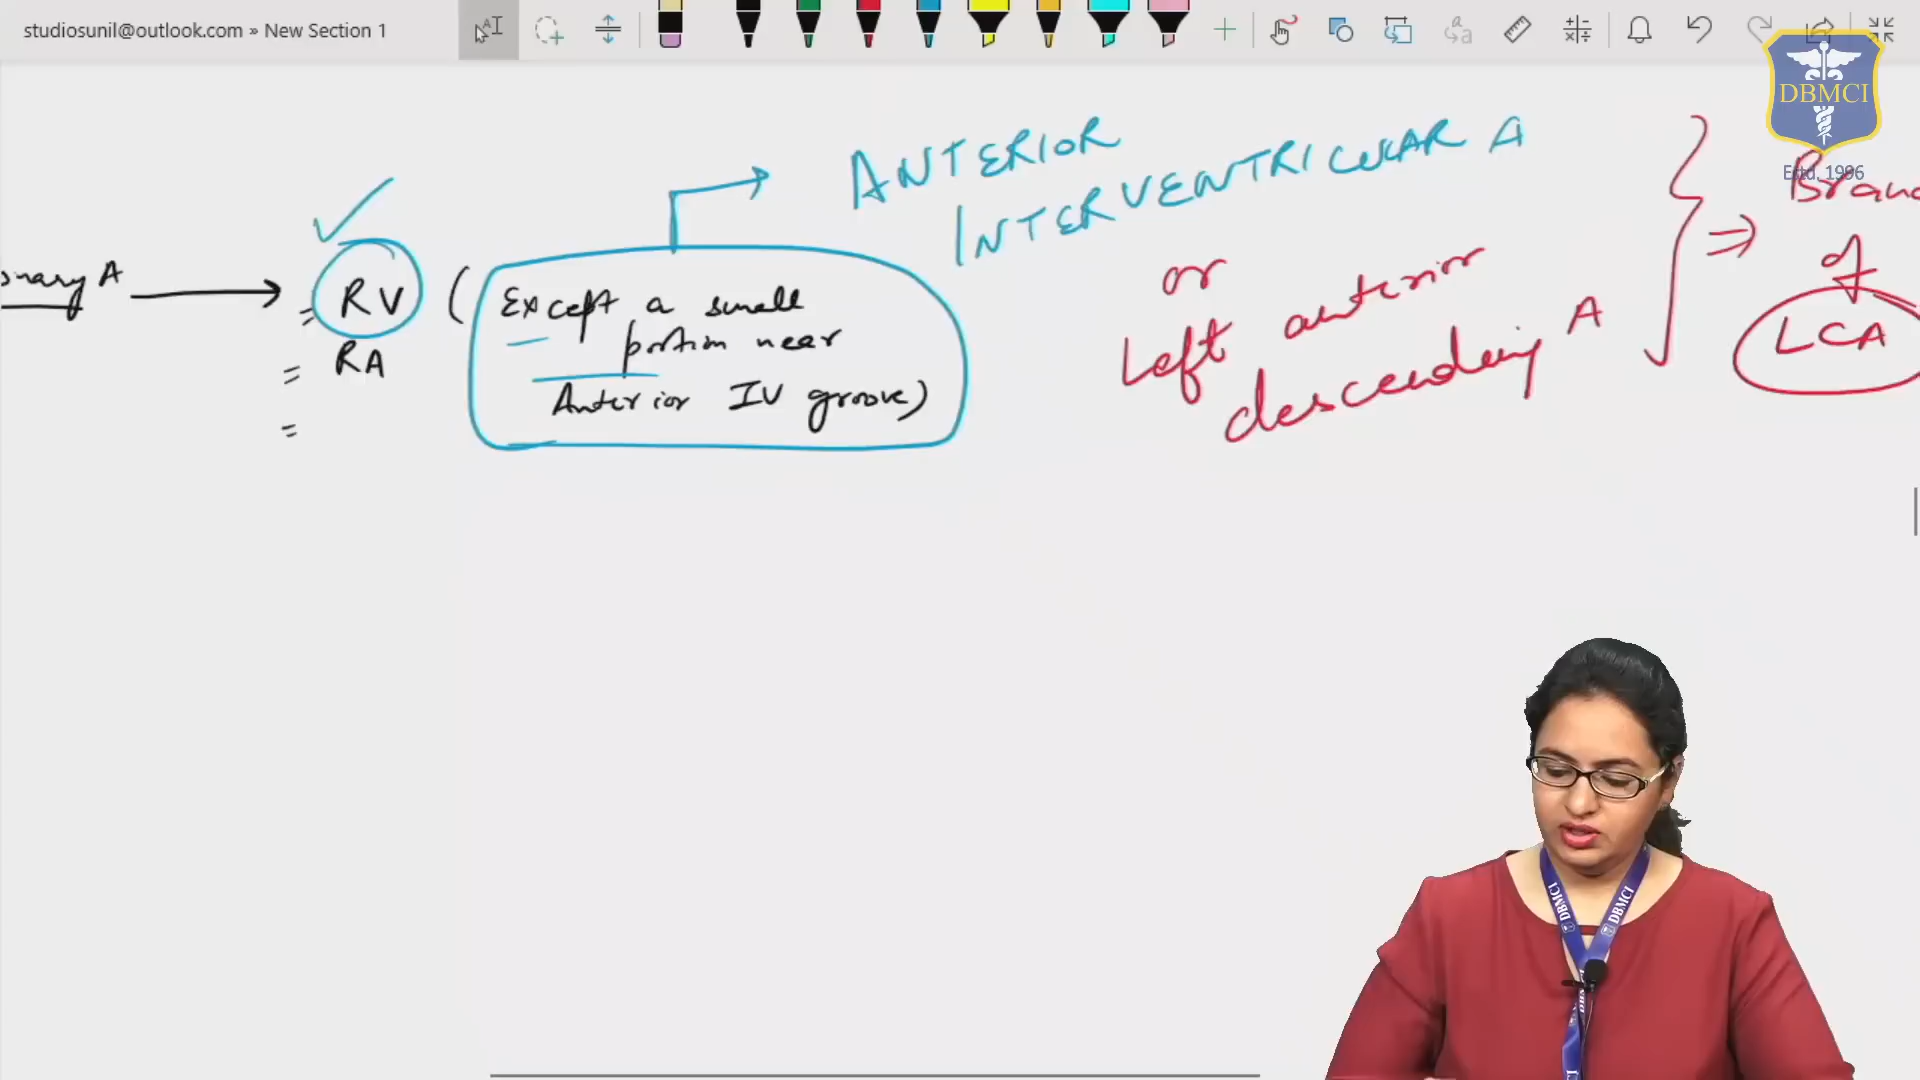 studiosunil@outlook.com » New Section 1
DBMCI
Estd. 1996
ANTERIOR
INTERVENTRICULAR A
or
Left anterior
descending A
⇒
of
LCA
onary A
= RV (
Except a small
portion near
Anterior IV groove)
= RA
=
DBMCI
DBMCI